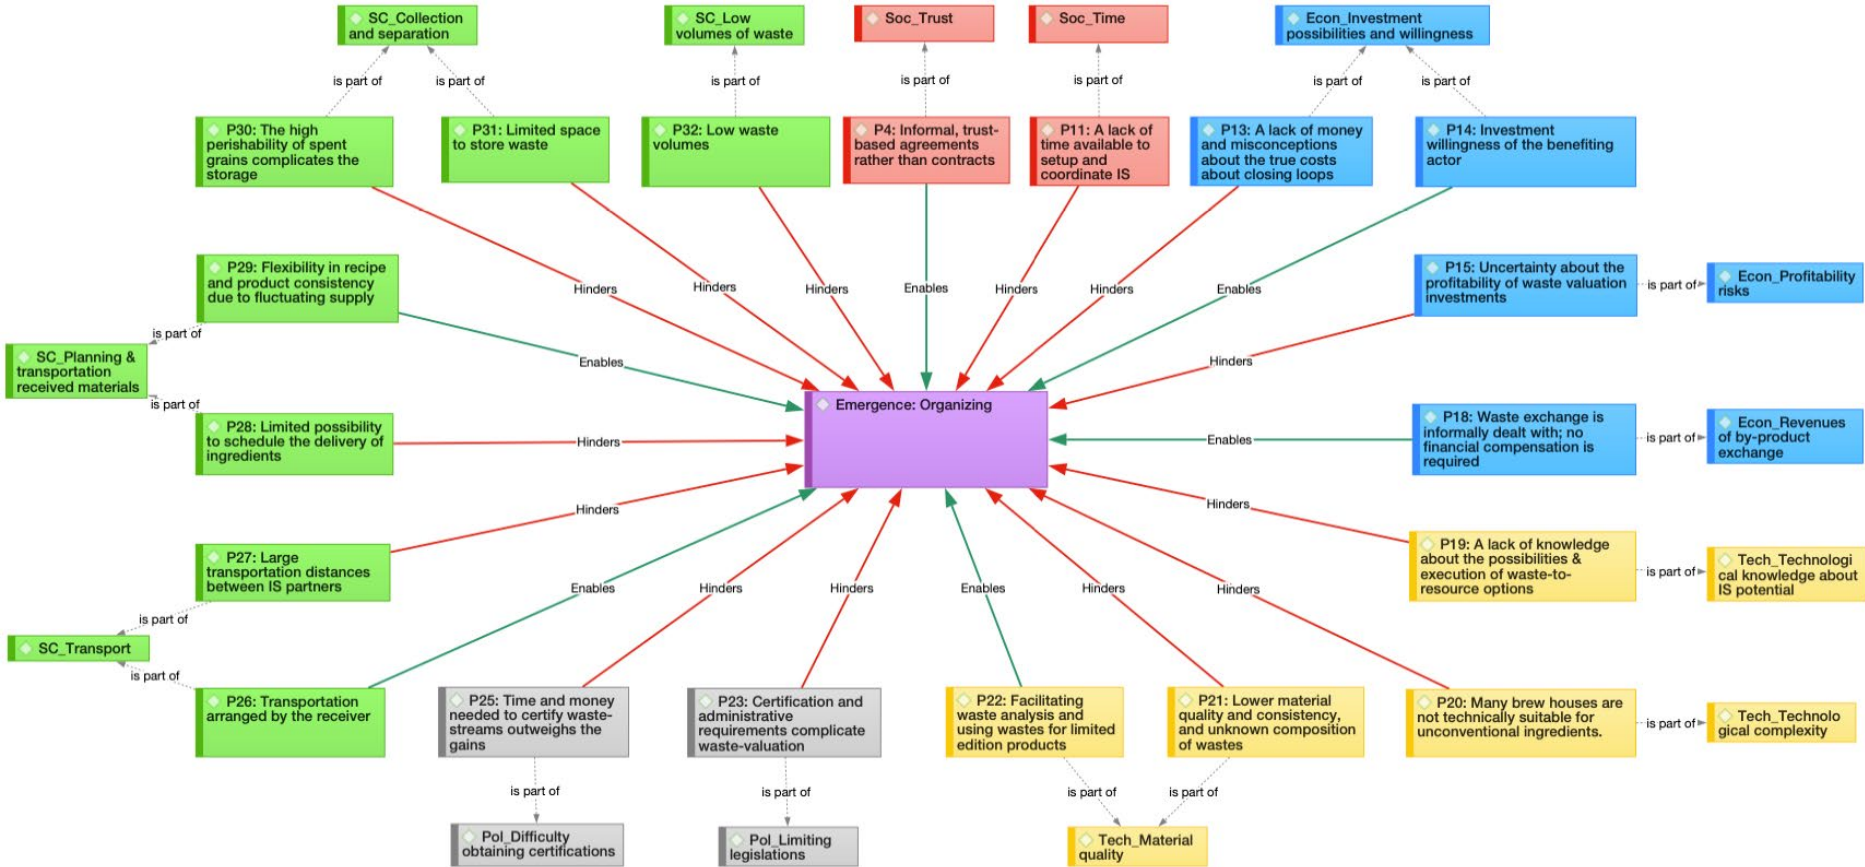 SC_Collection
and separation
SC_Low
volumes of waste
Soc_Trust
Soc_Time
Econ_Investment
possibilities and willingness
is part of
is part of
is part of
is part of
is part of
is part of
is part of
P30: The high
perishability of spent
grains complicates the
storage
P31: Limited space
to store waste
P32: Low waste
volumes
P4: Informal, trust-
based agreements
rather than contracts
P11: A lack of
time available to
setup and
coordinate IS
P13: A lack of money
and misconceptions
about the true costs
about closing loops
P14: Investment
willingness of the benefiting
actor
P29: Flexibility in recipe
and product consistency
due to fluctuating supply
Hinders
Hinders
Hinders
Enables
Hinders
Hinders
Enables
P15: Uncertainty about the
profitability of waste valuation
investments
is part of
Econ_Profitability
risks
is part of
SC_Planning &
transportation
received materials
is part of
Enables
Hinders
Emergence: Organizing
P28: Limited possibility
to schedule the delivery of
ingredients
Hinders
Enables
P18: Waste exchange is
informally dealt with; no
financial compensation is
required
is part of
Econ_Revenues
of by-product
exchange
Hinders
Hinders
P27: Large
transportation distances
between IS partners
P19: A lack of knowledge
about the possibilities &
execution of waste-to-
resource options
is part of
Tech_Technologi
cal knowledge about
IS potential
is part of
SC_Transport
is part of
Enables
Hinders
Hinders
Enables
Hinders
Hinders
P26: Transportation
arranged by the receiver
P25: Time and money
needed to certify waste-
streams outweighs the
gains
P23: Certification and
administrative
requirements complicate
waste-valuation
P22: Facilitating
waste analysis and
using wastes for limited
edition products
P21: Lower material
quality and consistency,
and unknown composition
of wastes
P20: Many brew houses are
not technically suitable for
unconventional ingredients.
is part of
Tech_Technolo
gical complexity
is part of
is part of
is part of
is part of
Pol_Difficulty
obtaining certifications
Pol_Limiting
legislations
Tech_Material
quality